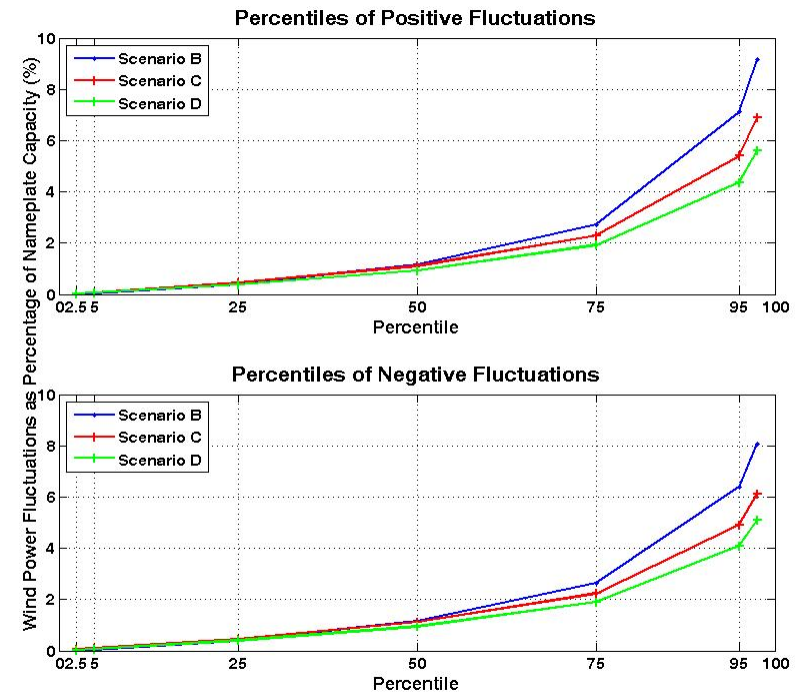 Percentiles of Positive Fluctuations
10
8
6
4
2
0
Scenario B
Scenario C
Scenario D
02.5 5 25 50 75 95 100
Percentile
Wind Power Fluctuations as Percentage of Nameplate Capacity (%)
Percentiles of Negative Fluctuations
10
8
6
4
2
0
Scenario B
Scenario C
Scenario D
02.5 5 25 50 75 95 100
Percentile